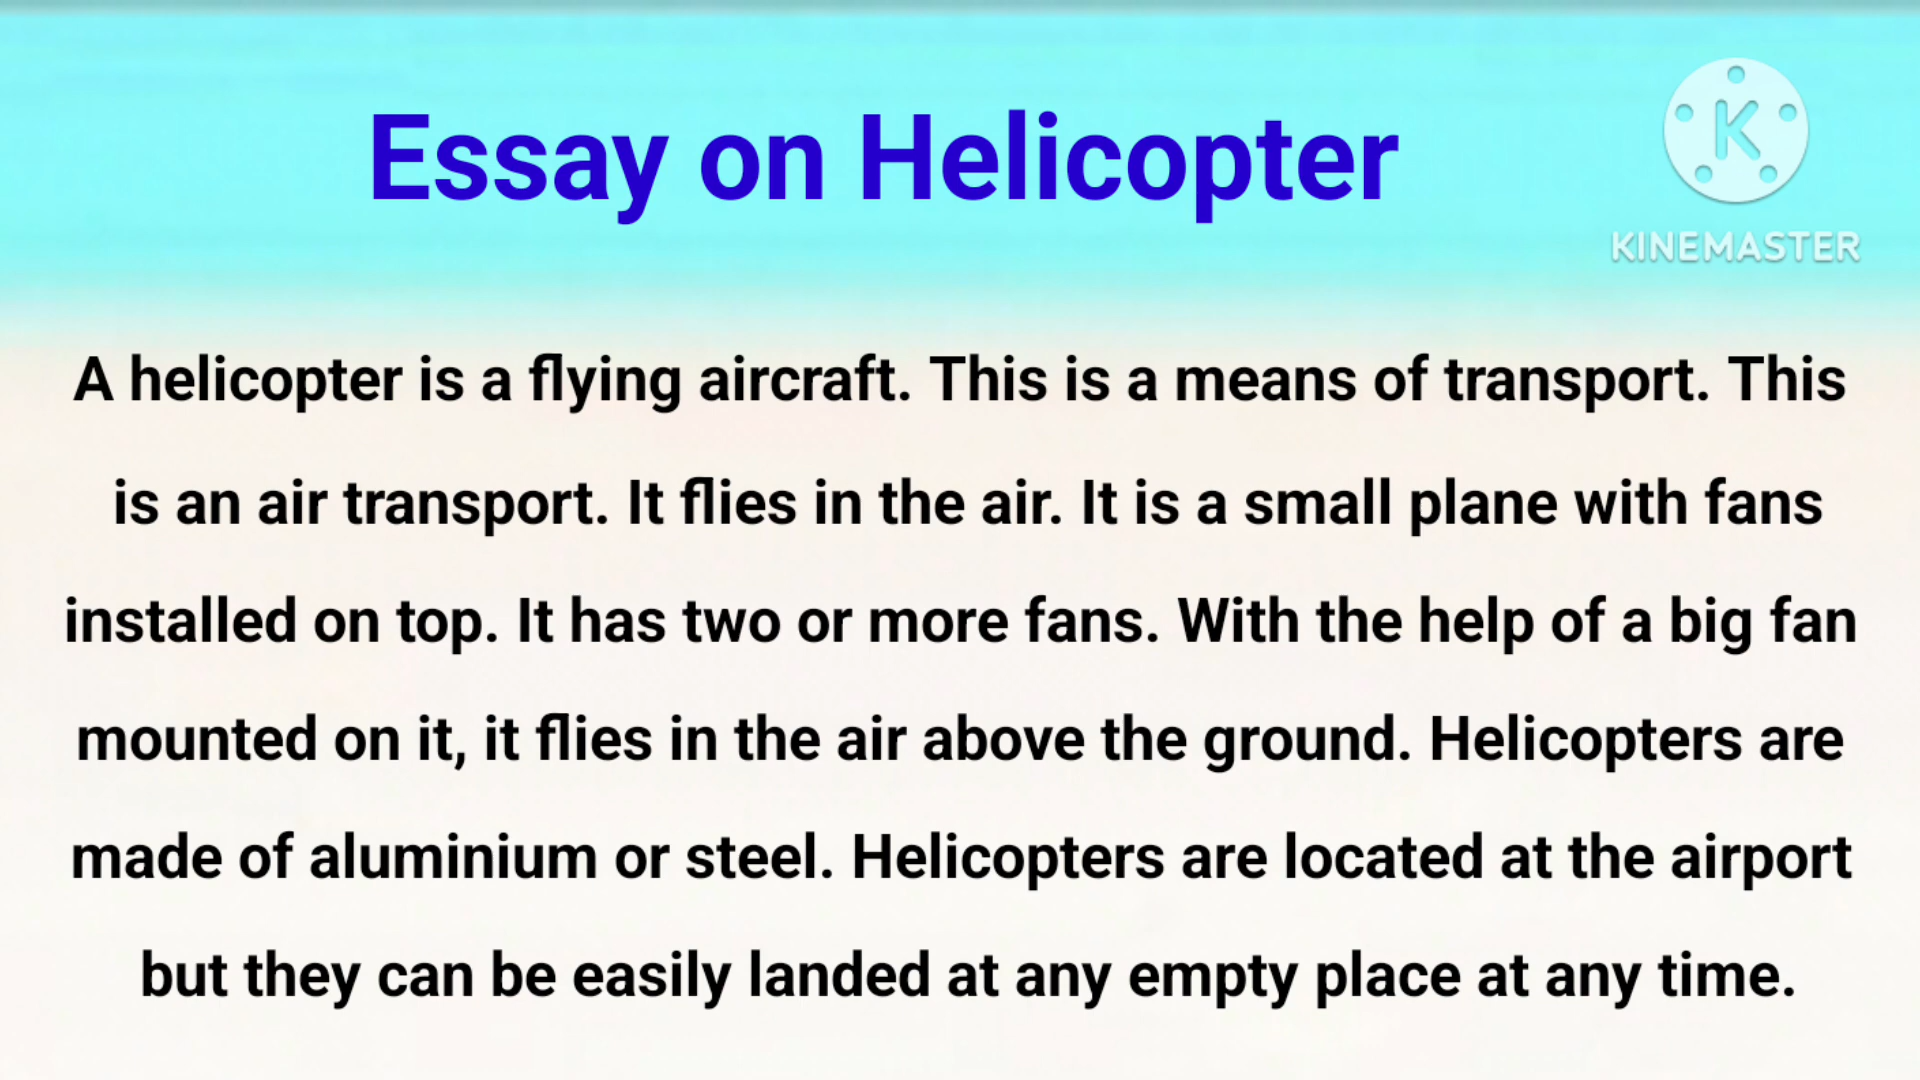 Essay on Helicopter
KINEMASTER
A helicopter is a flying aircraft. This is a means of transport. This
is an air transport. It flies in the air. It is a small plane with fans
installed on top. It has two or more fans. With the help of a big fan
mounted on it, it flies in the air above the ground. Helicopters are
made of aluminium or steel. Helicopters are located at the airport
but they can be easily landed at any empty place at any time.